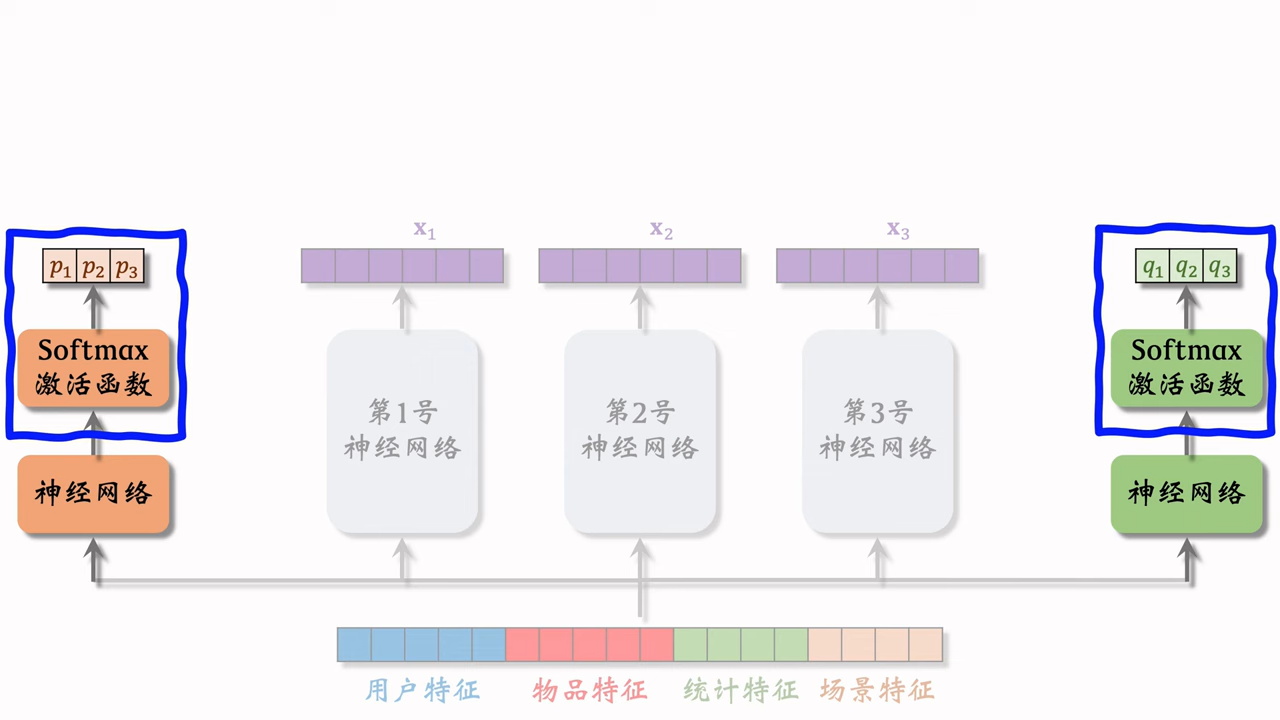 x₁
x₂
x₃
p₁ p₂ p₃
q₁ q₂ q₃
Softmax
激活函数
Softmax
激活函数
第1号
神经网络
第2号
神经网络
第3号
神经网络
神经网络
神经网络
用户特征
物品特征
统计特征
场景特征